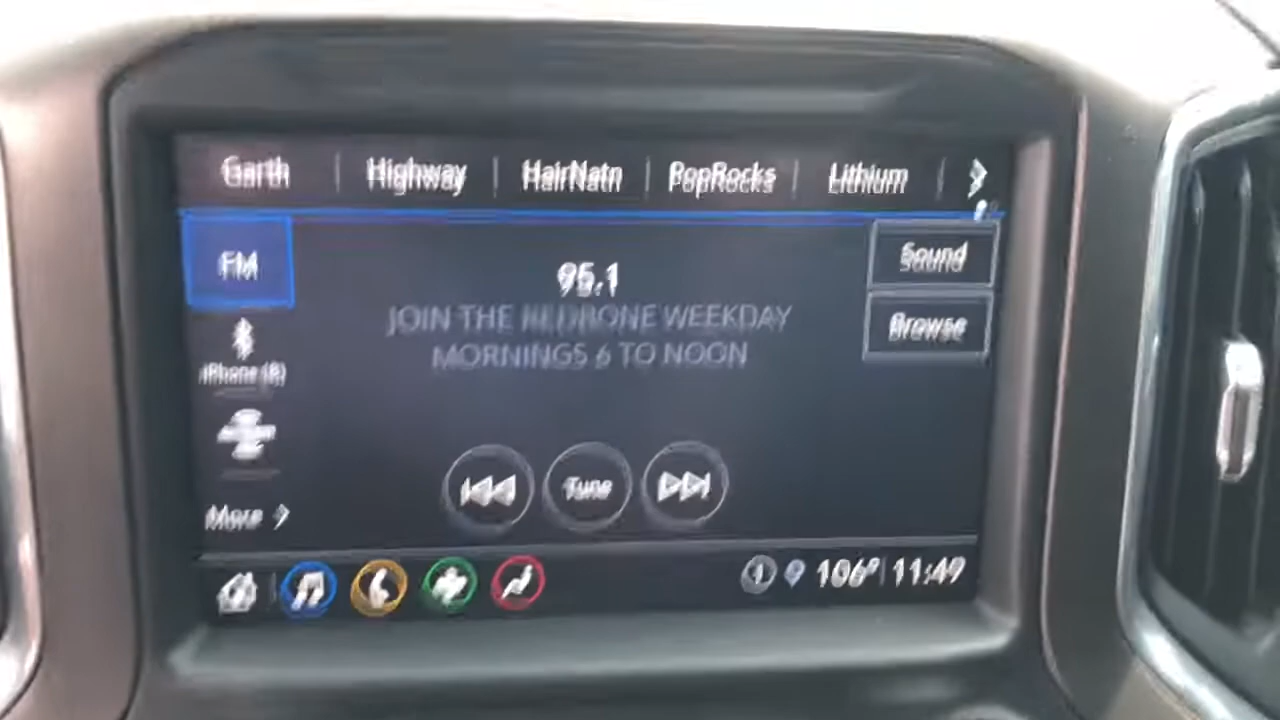 Garth Highway HairNatn PopRocks Lithium
FM
Sound
95.1
JOIN THE REDBONE WEEKDAY
MORNINGS 6 TO NOON
Browse
iPhone (8)
Tune
More
106° 11:49